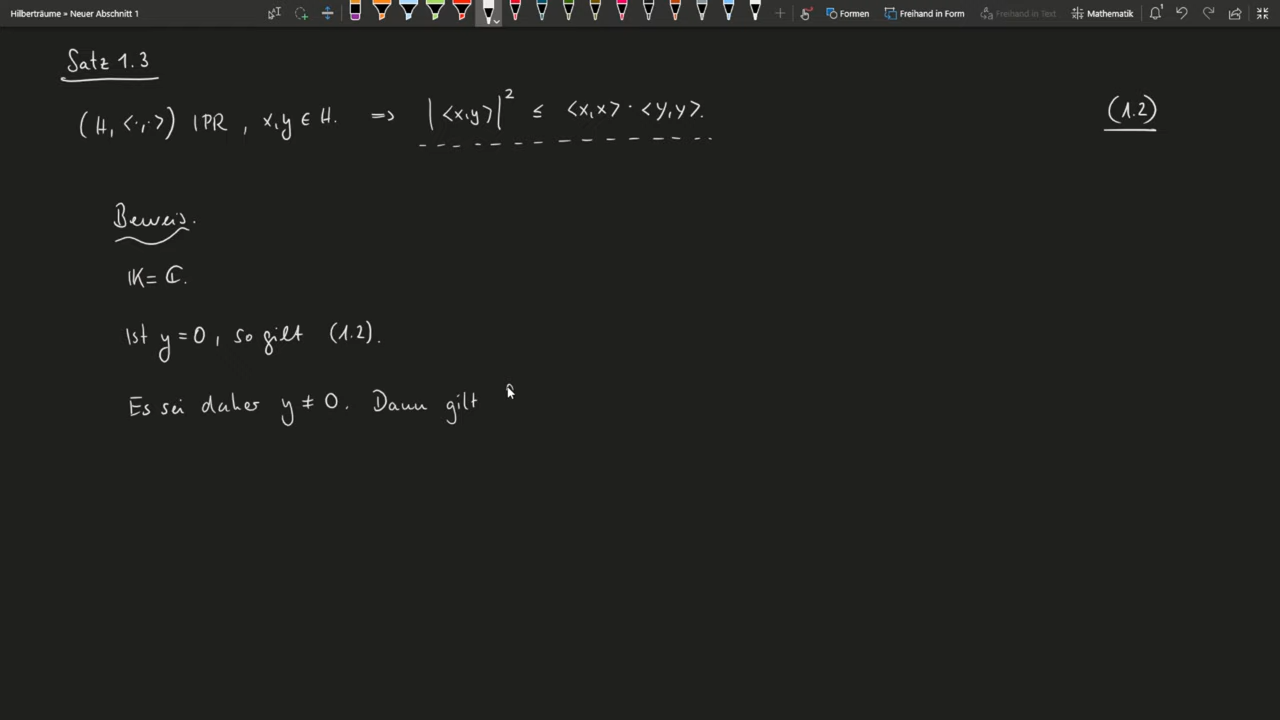 Hilberträume » Neuer Abschnitt 1
Formen Freihand in Form Freihand in Text Mathematik
Satz 1.3
(H, <·,·>) IPR, x,y ∈ H. => |<x,y>|² ≤ <x,x> · <y,y>. (1.2)
Beweis.
IK = ℂ.
Ist y = 0, so gilt (1.2).
Es sei daher y ≠ 0. Dann gilt